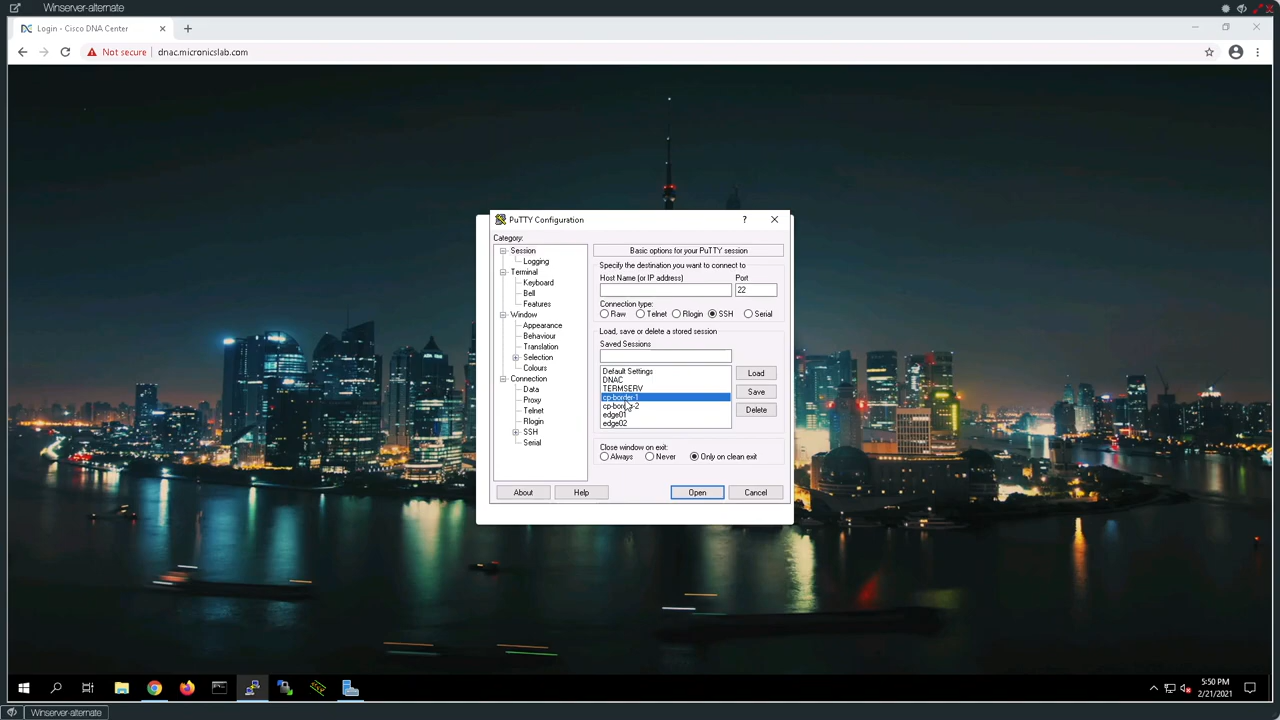 Winserver-alternate
Login - Cisco DNA Center
Not secure
dnac.micronicslab.com
PuTTY Configuration
?
Category:
Session
Logging
Terminal
Keyboard
Bell
Features
Window
Appearance
Behaviour
Translation
Selection
Colours
Connection
Data
Proxy
Telnet
Rlogin
SSH
Serial
Basic options for your PuTTY session
Specify the destination you want to connect to
Host Name (or IP address)
Port
22
Connection type:
Raw
Telnet
Rlogin
SSH
Serial
Load, save or delete a stored session
Saved Sessions
Default Settings
DNAC
TERMSERV
cp-border-1
cp-border-2
edge01
edge02
Load
Save
Delete
Close window on exit:
Always
Never
Only on clean exit
About
Help
Open
Cancel
5:50 PM
2/21/2021
Winserver-alternate